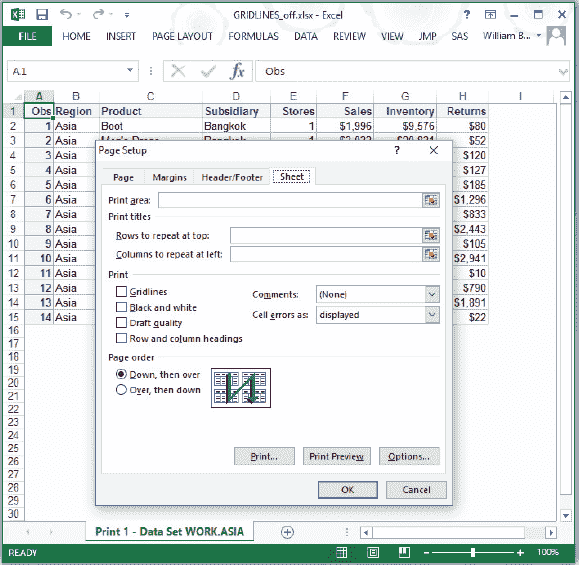 GRIDLINES_off.xlsx - Excel
FILE HOME INSERT PAGE LAYOUT FORMULAS DATA REVIEW VIEW JMP SAS William B...
A1 fx Obs
A B C D E F G H I
1 Obs Region Product Subsidiary Stores Sales Inventory Returns
2 1 Asia Boot Bangkok 1 $1,996 $9,576 $80
3 2 Asia $52
4 3 Asia $120
5 4 Asia $127
6 5 Asia $185
7 6 Asia $1,296
8 7 Asia $833
9 8 Asia $2,443
10 9 Asia $105
11 10 Asia $2,941
12 11 Asia $10
13 12 Asia $790
14 13 Asia $1,891
15 14 Asia $22
16
17
18
19
20
21
22
23
24
25
26
27
28
29
30
Page Setup ?
Page Margins Header/Footer Sheet
Print area:
Print titles
Rows to repeat at top:
Columns to repeat at left:
Print
Gridlines Comments: (None)
Black and white Cell errors as: displayed
Draft quality
Row and column headings
Page order
Down, then over
Over, then down
Print... Print Preview Options...
OK Cancel
Print 1 - Data Set WORK.ASIA
READY 100%